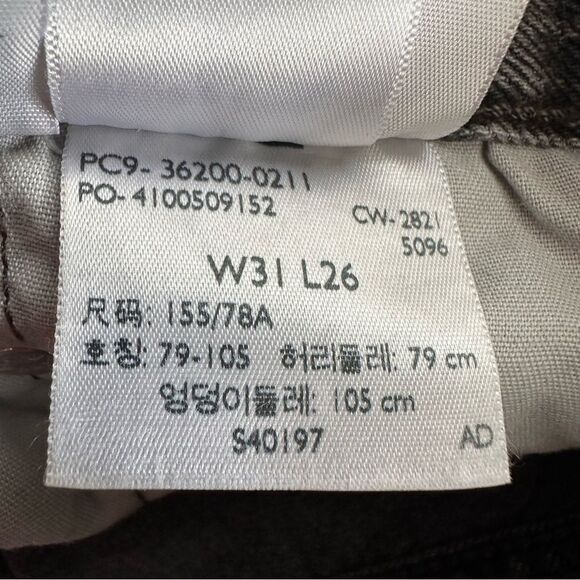 PC9- 36200-0211
PO- 4100509152
CW- 2821
5096
W31 L26
尺码: 155/78A
호칭: 79-105 허리둘레: 79 cm
엉덩이둘레: 105 cm
S40197
AD